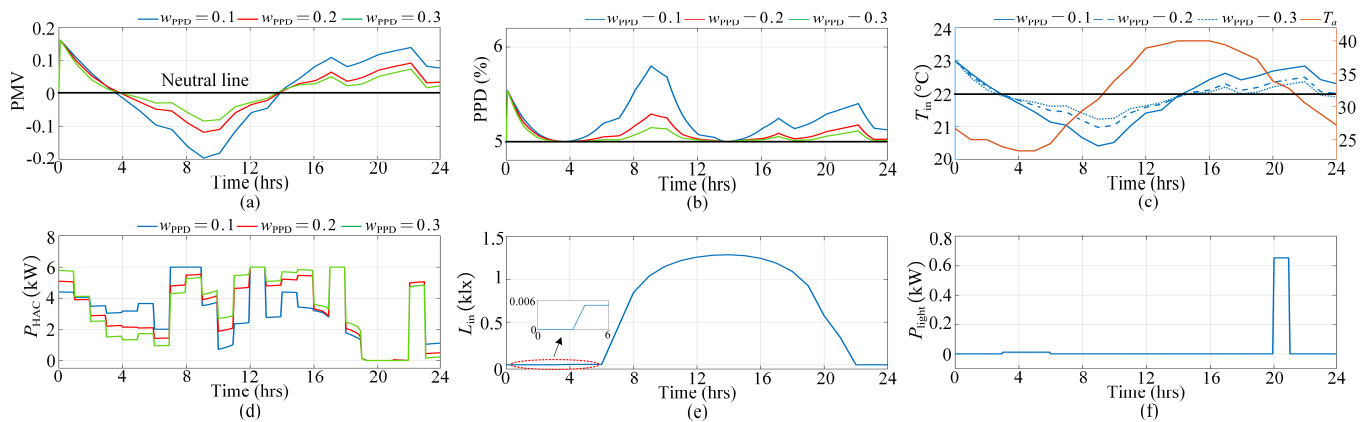 w_PPD = 0.1 w_PPD = 0.2 w_PPD = 0.3
0.2
0.1
0
-0.1
-0.2
PMV
Neutral line
0 4 8 12 16 20 24
Time (hrs)
(a)
w_PPD − 0.1 w_PPD − 0.2 w_PPD − 0.3
6
5
PPD (%)
0 4 8 12 16 20 24
Time (hrs)
(b)
w_PPD − 0.1 w_PPD − 0.2 w_PPD − 0.3 T_a
24
23
22
21
20
T_in (°C)
40
35
30
25
0 4 8 12 16 20 24
Time (hrs)
(c)
w_PPD = 0.1 w_PPD = 0.2 w_PPD = 0.3
8
6
4
2
0
P_HAC (kW)
0 4 8 12 16 20 24
Time (hrs)
(d)
1.5
1
0.5
0
L_in (klx)
0.006
0
0 6
0 4 8 12 16 20 24
Time (hrs)
(e)
0.8
0.6
0.4
0.2
0
P_light (kW)
0 4 8 12 16 20 24
Time (hrs)
(f)